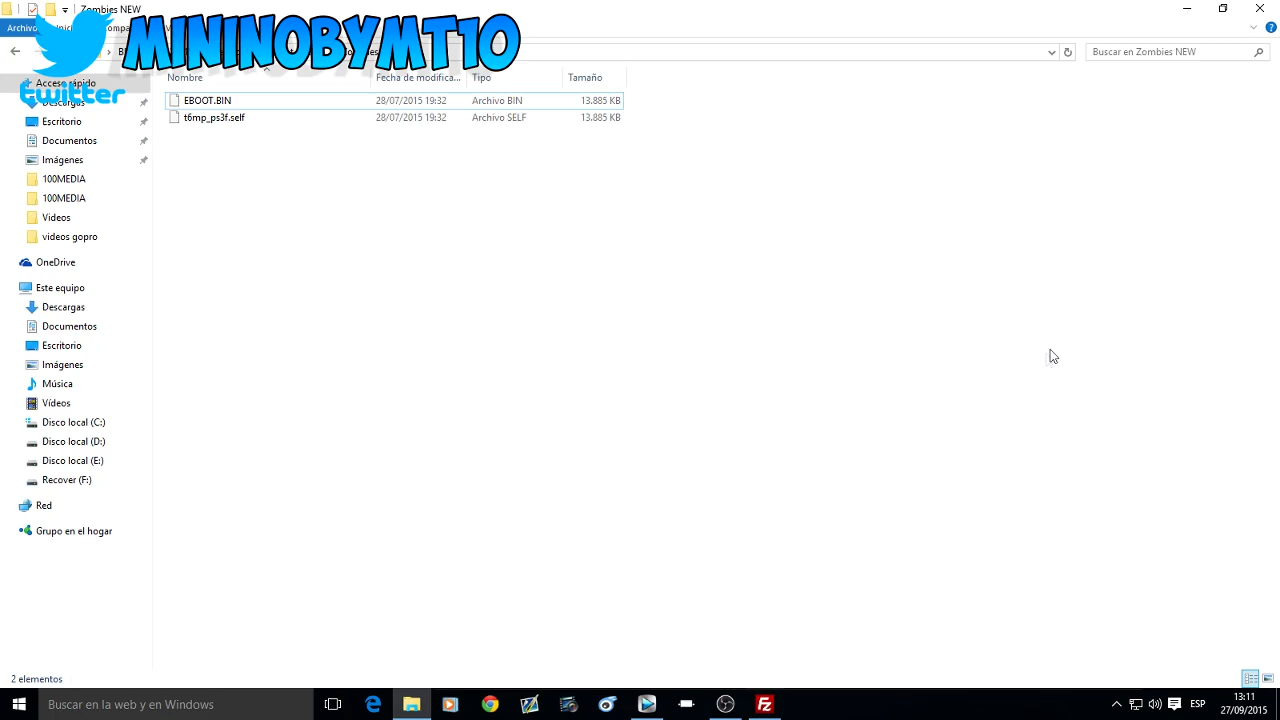 Zombies NEW
Archivo
MININOBYMT10
Buscar en Zombies NEW
Acceso rápido
twitter
Descargas
Escritorio
Documentos
Imágenes
100MEDIA
100MEDIA
Videos
videos gopro
OneDrive
Este equipo
Descargas
Documentos
Escritorio
Imágenes
Música
Vídeos
Disco local (C:)
Disco local (D:)
Disco local (E:)
Recover (F:)
Red
Grupo en el hogar
Nombre Fecha de modifica... Tipo Tamaño
EBOOT.BIN 28/07/2015 19:32 Archivo BIN 13.885 KB
t6mp_ps3f.self 28/07/2015 19:32 Archivo SELF 13.885 KB
2 elementos
Buscar en la web y en Windows
ESP
13:11
27/09/2015